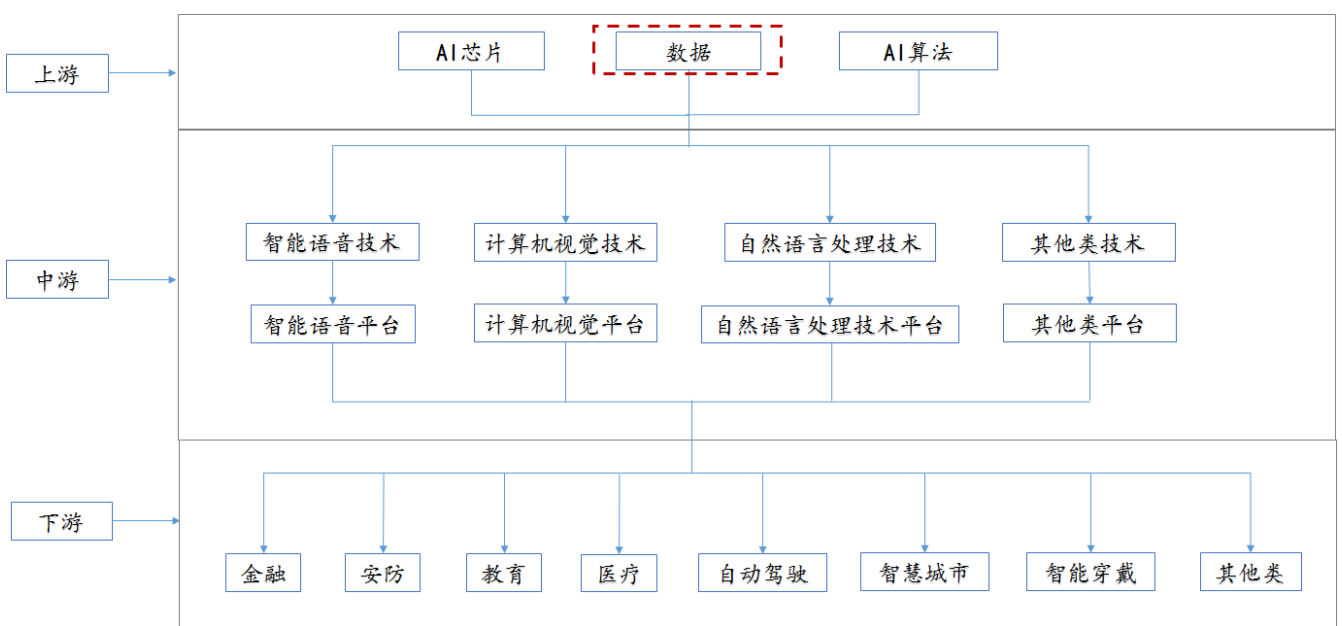 AI芯片
数据
AI算法
上游
智能语音技术
计算机视觉技术
自然语言处理技术
其他类技术
中游
智能语音平台
计算机视觉平台
自然语言处理技术平台
其他类平台
下游
金融
安防
教育
医疗
自动驾驶
智慧城市
智能穿戴
其他类